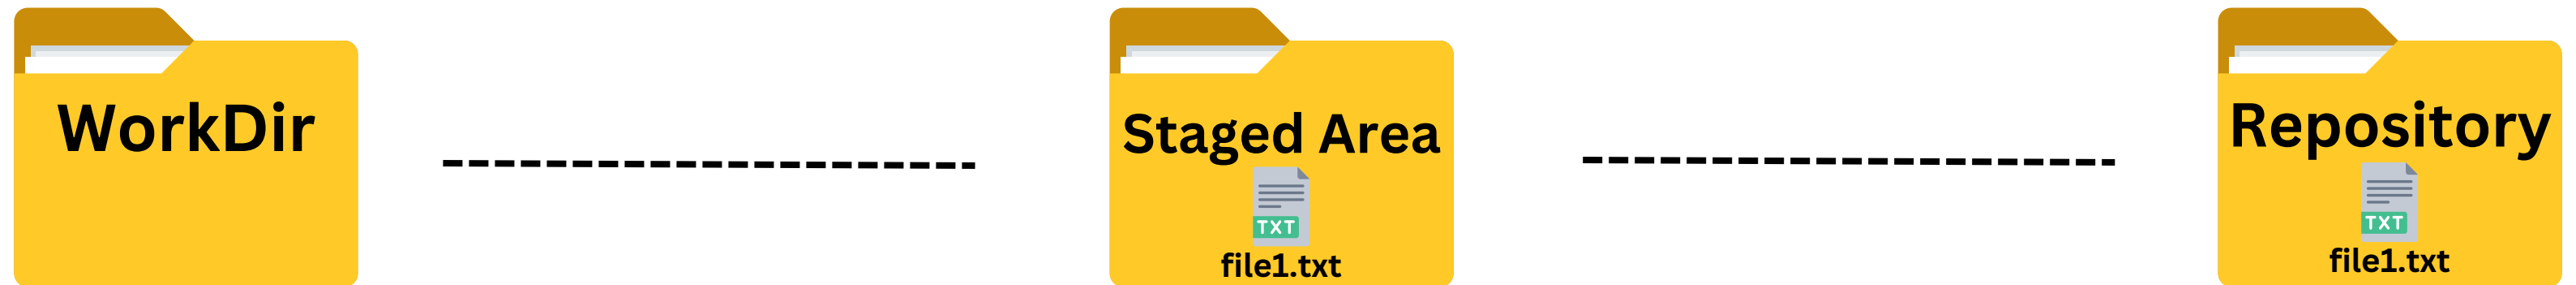 WorkDir
Staged Area
TXT
file1.txt
Repository
TXT
file1.txt